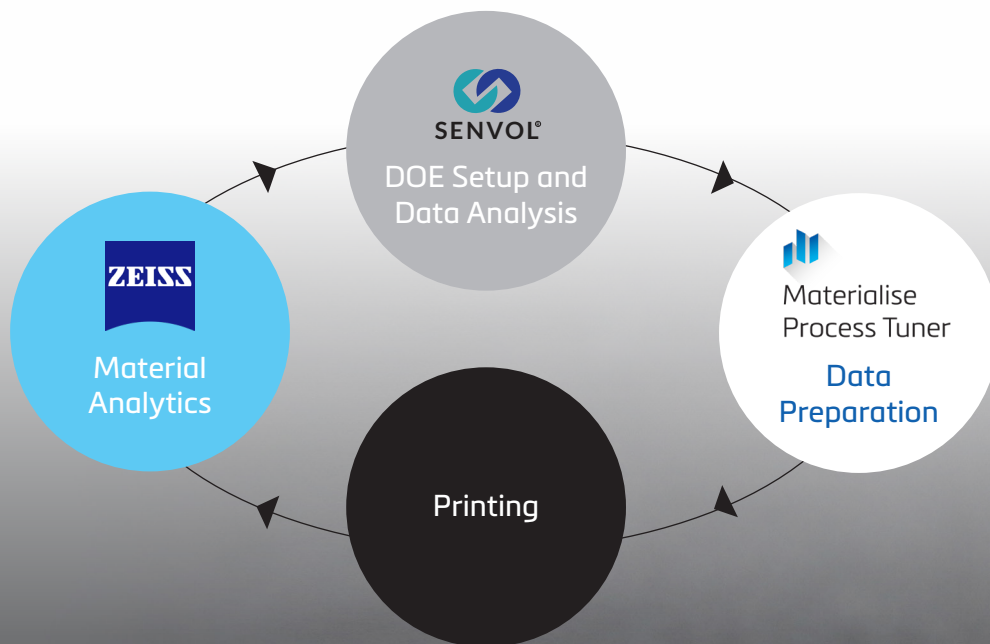 SENVOL®
DOE Setup and
Data Analysis
ZEISS
Material
Analytics
Materialise
Process Tuner
Data
Preparation
Printing